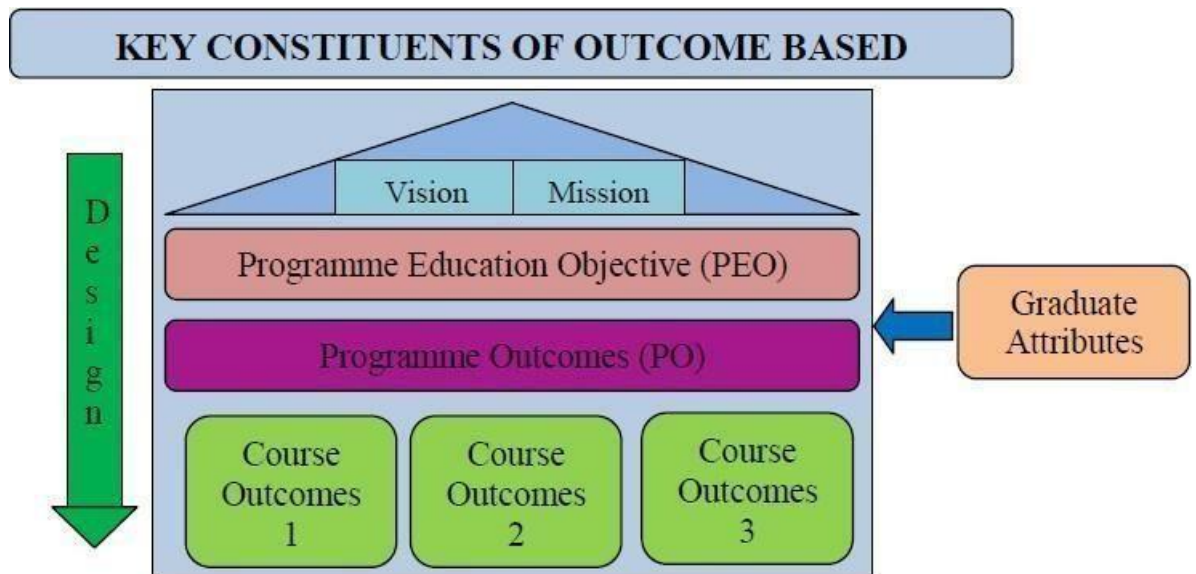 KEY CONSTITUENTS OF OUTCOME BASED
Design
Vision
Mission
Programme Education Objective (PEO)
Programme Outcomes (PO)
Graduate
Attributes
Course
Outcomes
1
Course
Outcomes
2
Course
Outcomes
3